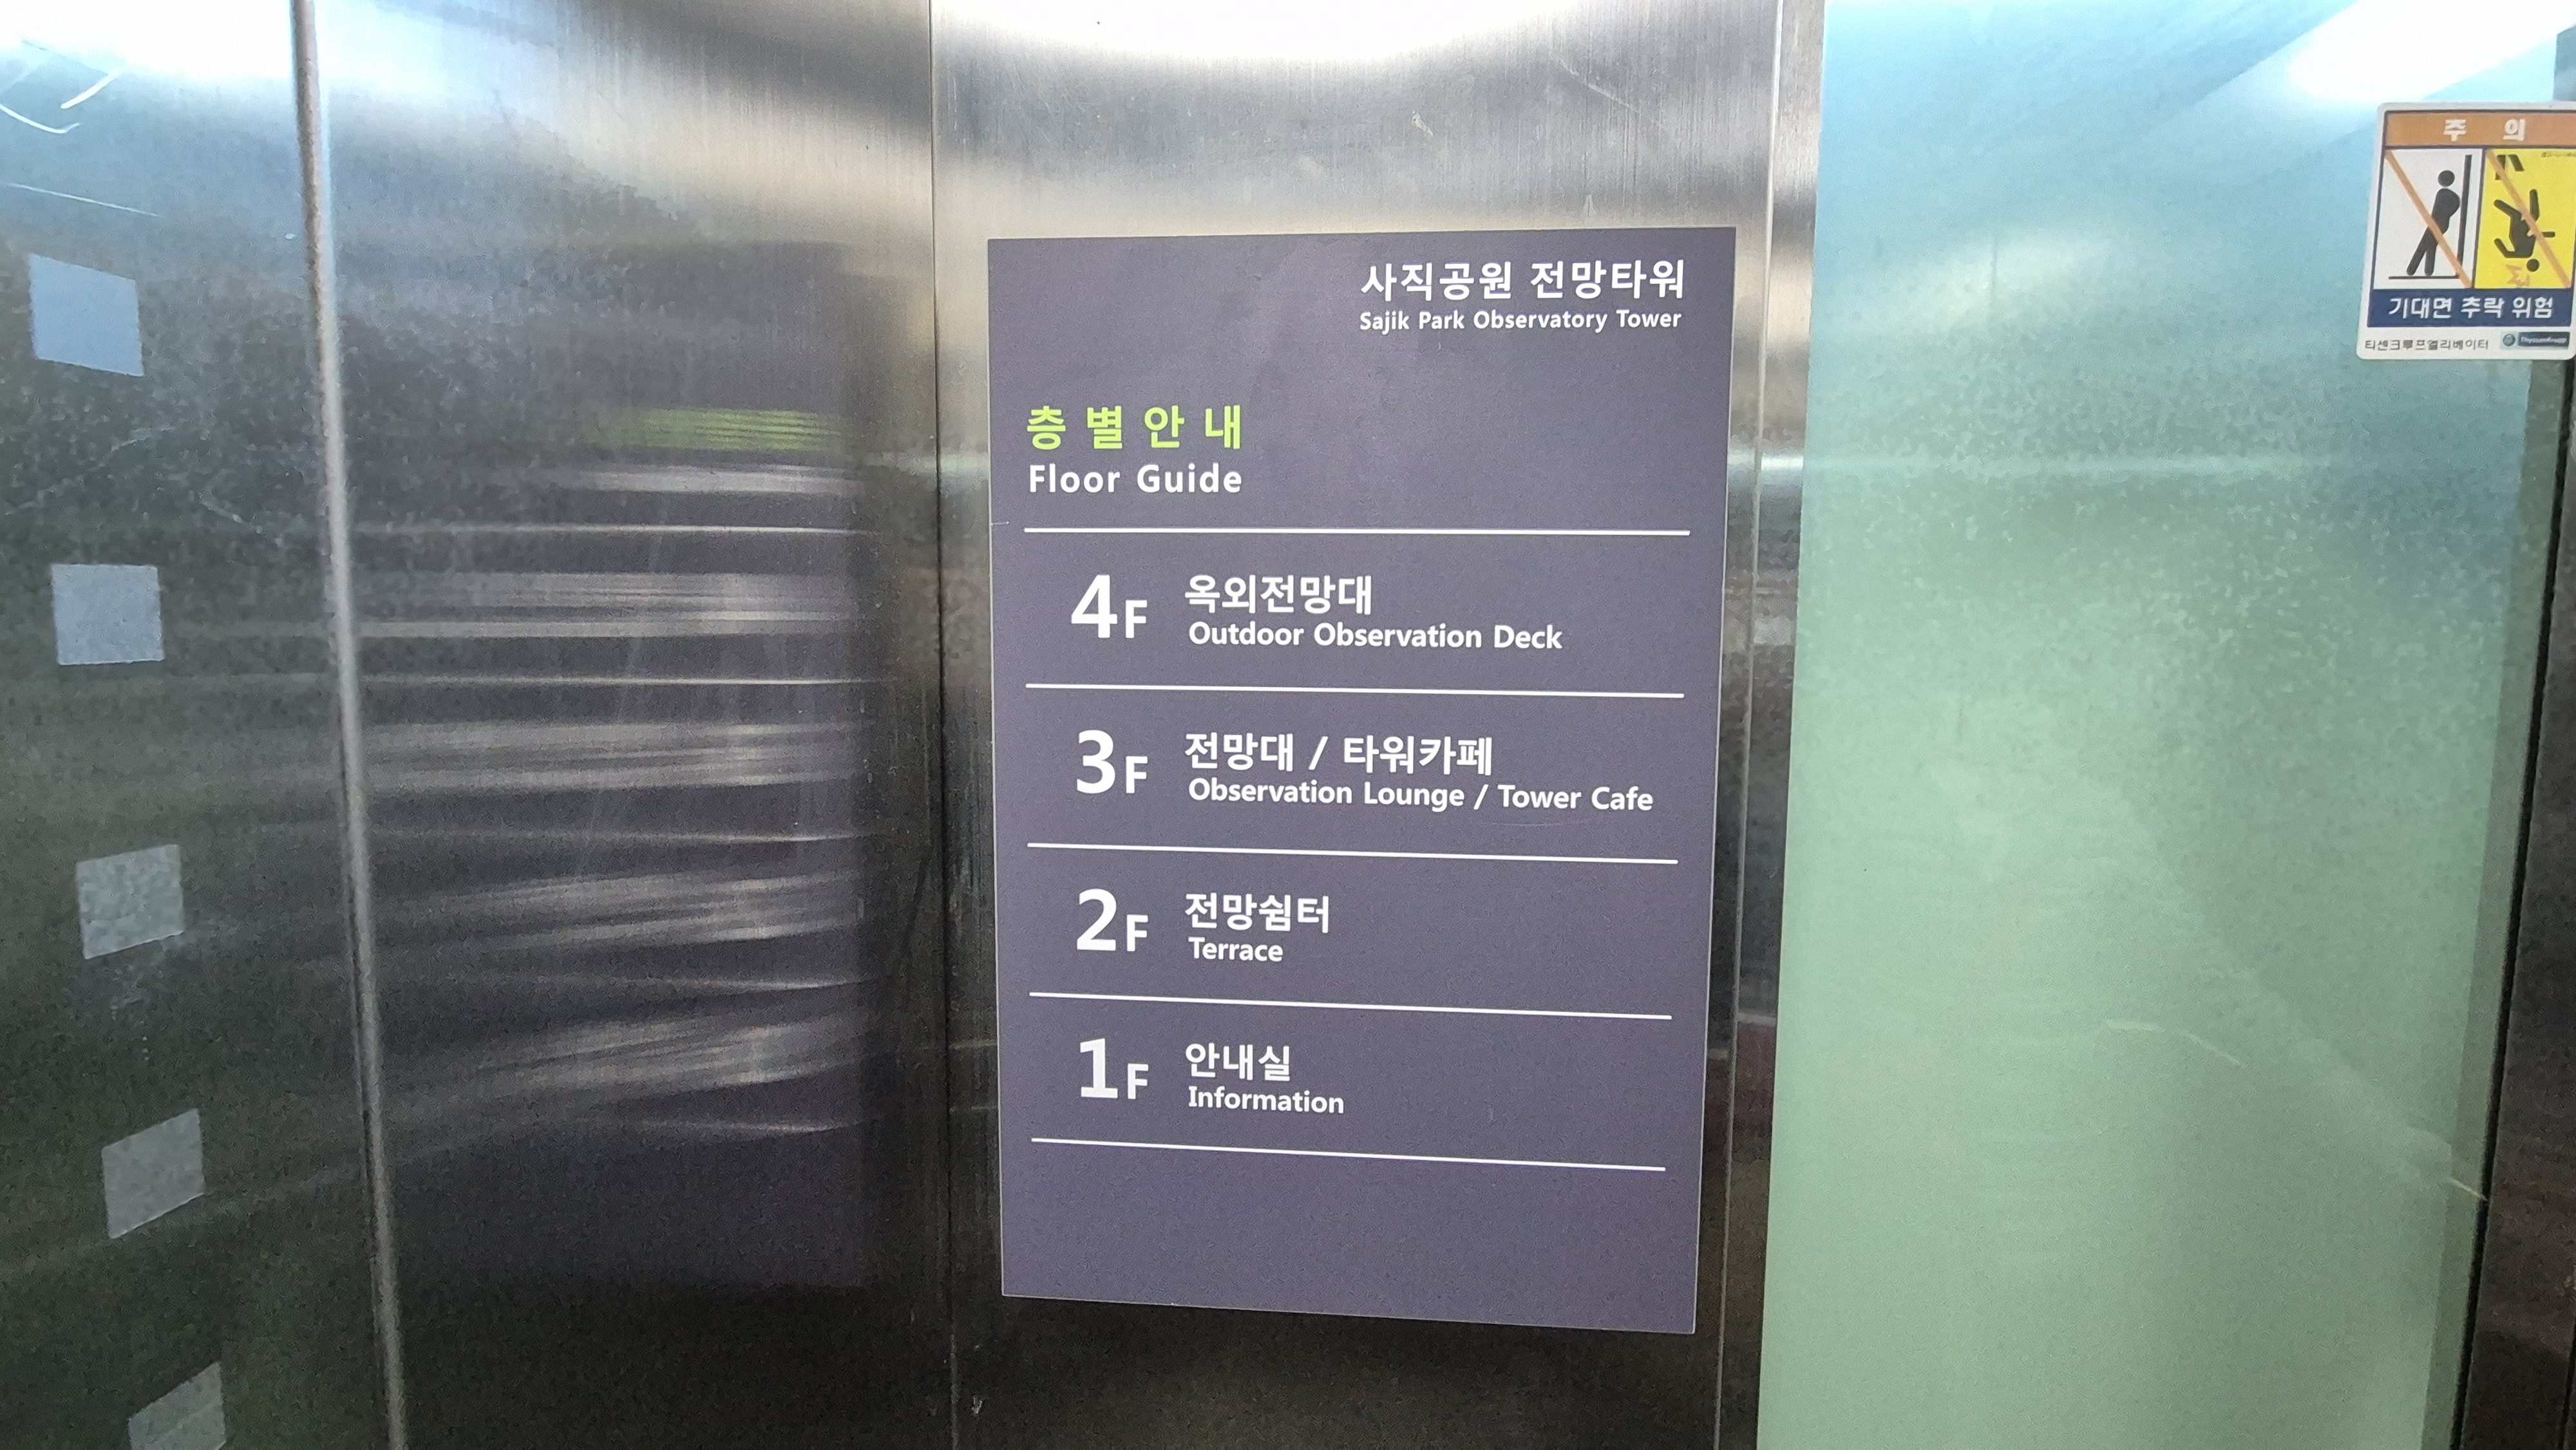 사직공원 전망타워
Sajik Park Observatory Tower
층별안내
Floor Guide
4F 옥외전망대
Outdoor Observation Deck
3F 전망대 / 타워카페
Observation Lounge / Tower Cafe
2F 전망쉼터
Terrace
1F 안내실
Information
주 의
기대면 추락 위험
티센크루프엘리베이터